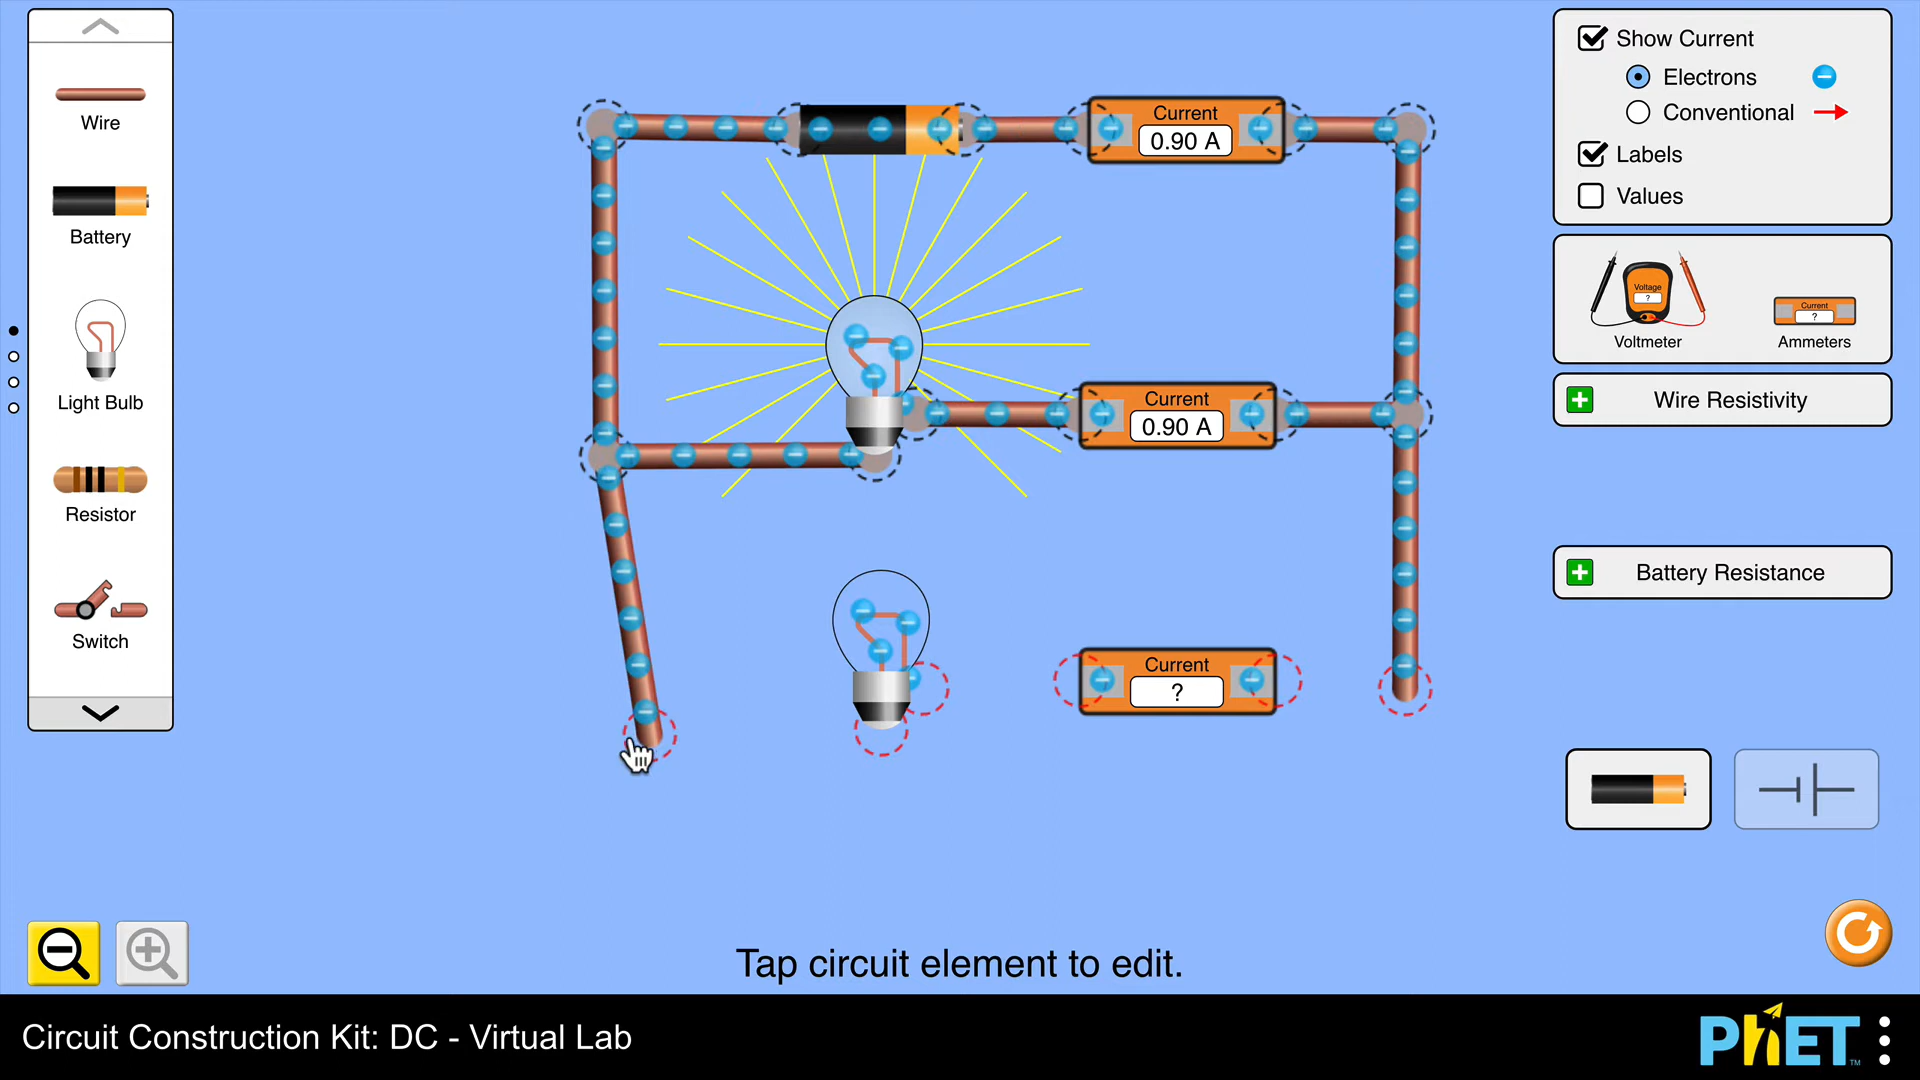 Wire
Battery
Light Bulb
Resistor
Switch
Current
0.90 A
Current
0.90 A
Current
?
Show Current
Electrons
Conventional
Labels
Values
Voltage
?
Voltmeter
Current
?
Ammeters
Wire Resistivity
Battery Resistance
Tap circuit element to edit.
Circuit Construction Kit: DC - Virtual Lab
PhET™